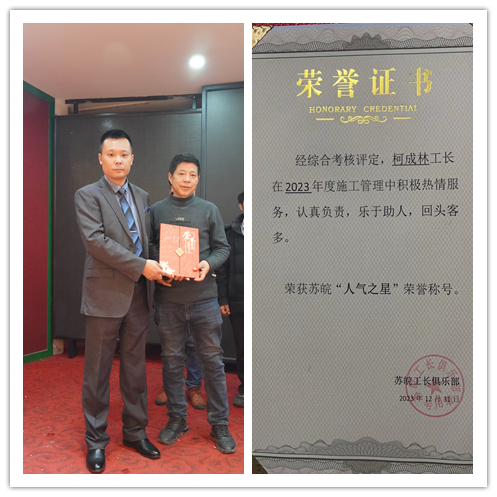 荣誉证书
HONORARY CREDENTIAL
经综合考核评定，柯成林工长
在2023年度施工管理中积极热情服
务，认真负责，乐于助人，回头客
多。
荣获苏皖“人气之星”荣誉称号。
苏皖工长俱乐部
2023年12月31日